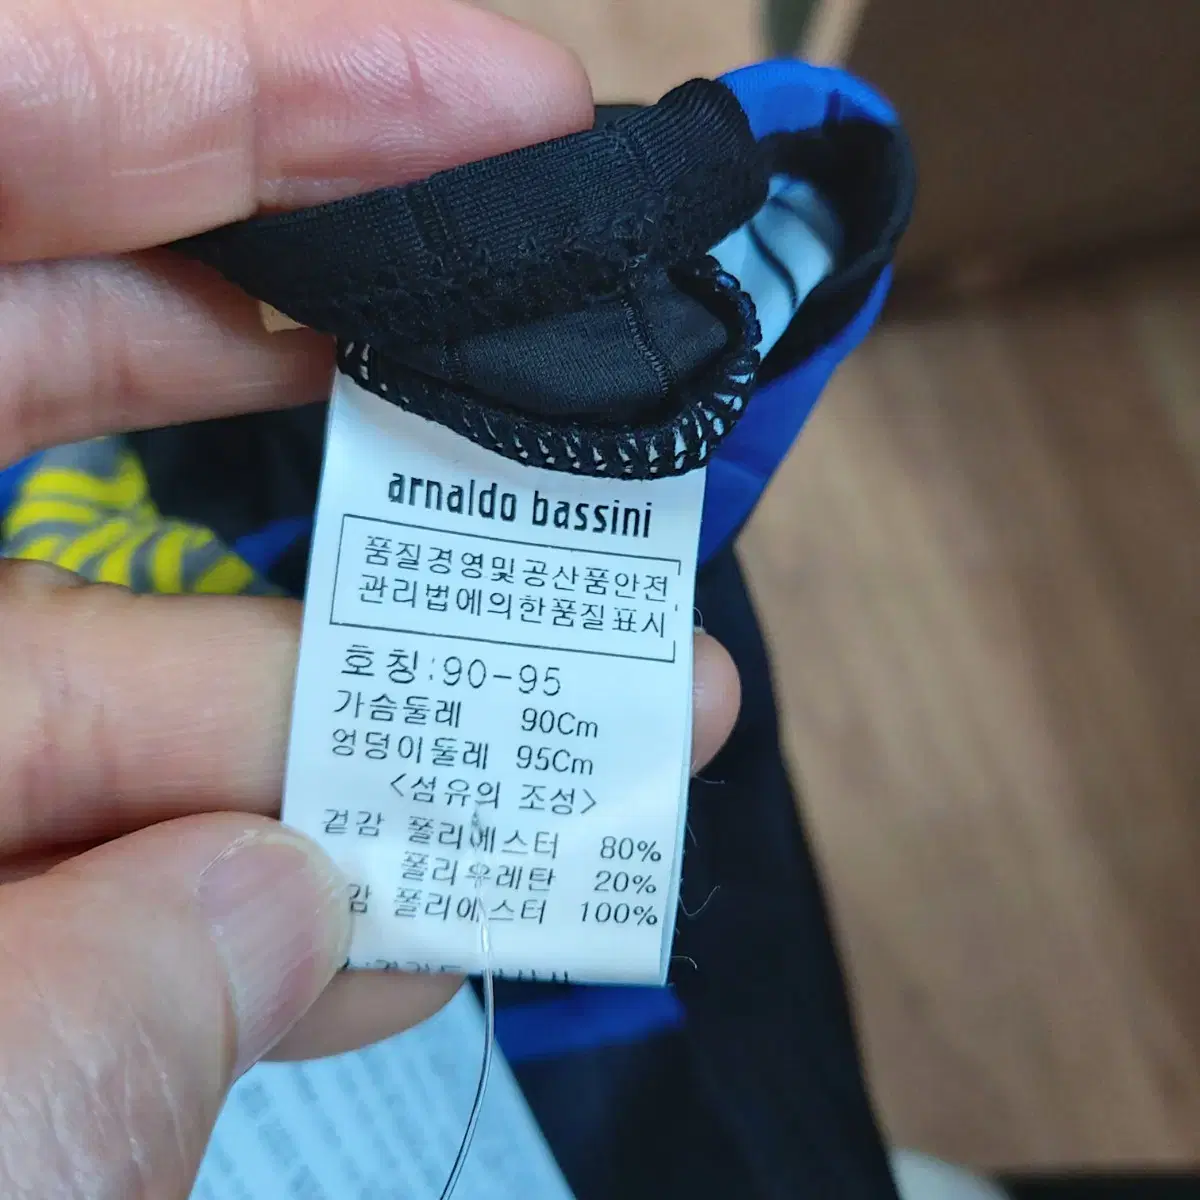 arnaldo bassini
품질경영및공산품안전
관리법에의한품질표시
호칭:90-95
가슴둘레 90Cm
엉덩이둘레 95Cm
<섬유의 조성>
겉감 폴리에스터 80%
폴리우레탄 20%
감 폴리에스터 100%